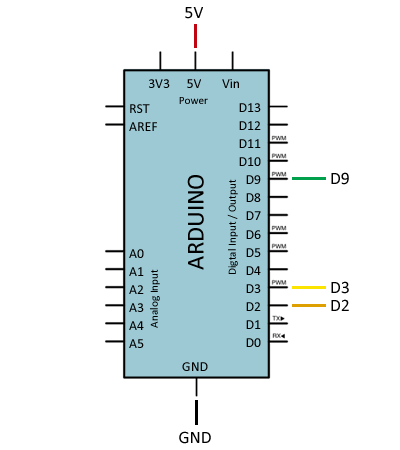 5V
3V3 5V Vin
Power
RST
AREF
A0
A1
A2
A3
A4
A5
Analog Input
ARDUINO
Digtal Input / Output
D13
D12
PWM
D11
PWM
D10
PWM
D9
D8
D7
PWM
D6
PWM
D5
D4
PWM
D3
D2
TX▸
D1
RX◂
D0
D9
D3
D2
GND
GND